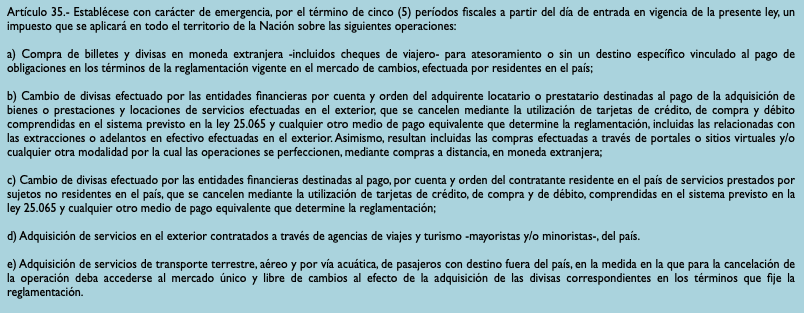 Artículo 35.- Establécese con carácter de emergencia, por el término de cinco (5) períodos fiscales a partir del día de entrada en vigencia de la presente ley, un
impuesto que se aplicará en todo el territorio de la Nación sobre las siguientes operaciones:
a) Compra de billetes y divisas en moneda extranjera -incluidos cheques de viajero- para atesoramiento o sin un destino específico vinculado al pago de
obligaciones en los términos de la reglamentación vigente en el mercado de cambios, efectuada por residentes en el país;
b) Cambio de divisas efectuado por las entidades financieras por cuenta y orden del adquirente locatario o prestatario destinadas al pago de la adquisición de
bienes o prestaciones y locaciones de servicios efectuadas en el exterior, que se cancelen mediante la utilización de tarjetas de crédito, de compra y débito
comprendidas en el sistema previsto en la ley 25.065 y cualquier otro medio de pago equivalente que determine la reglamentación, incluidas las relacionadas con
las extracciones o adelantos en efectivo efectuadas en el exterior. Asimismo, resultan incluidas las compras efectuadas a través de portales o sitios virtuales y/o
cualquier otra modalidad por la cual las operaciones se perfeccionen, mediante compras a distancia, en moneda extranjera;
c) Cambio de divisas efectuado por las entidades financieras destinadas al pago, por cuenta y orden del contratante residente en el país de servicios prestados por
sujetos no residentes en el país, que se cancelen mediante la utilización de tarjetas de crédito, de compra y de débito, comprendidas en el sistema previsto en la
ley 25.065 y cualquier otro medio de pago equivalente que determine la reglamentación;
d) Adquisición de servicios en el exterior contratados a través de agencias de viajes y turismo -mayoristas y/o minoristas-, del país.
e) Adquisición de servicios de transporte terrestre, aéreo y por vía acuática, de pasajeros con destino fuera del país, en la medida en la que para la cancelación de
la operación deba accederse al mercado único y libre de cambios al efecto de la adquisición de las divisas correspondientes en los términos que fije la
reglamentación.